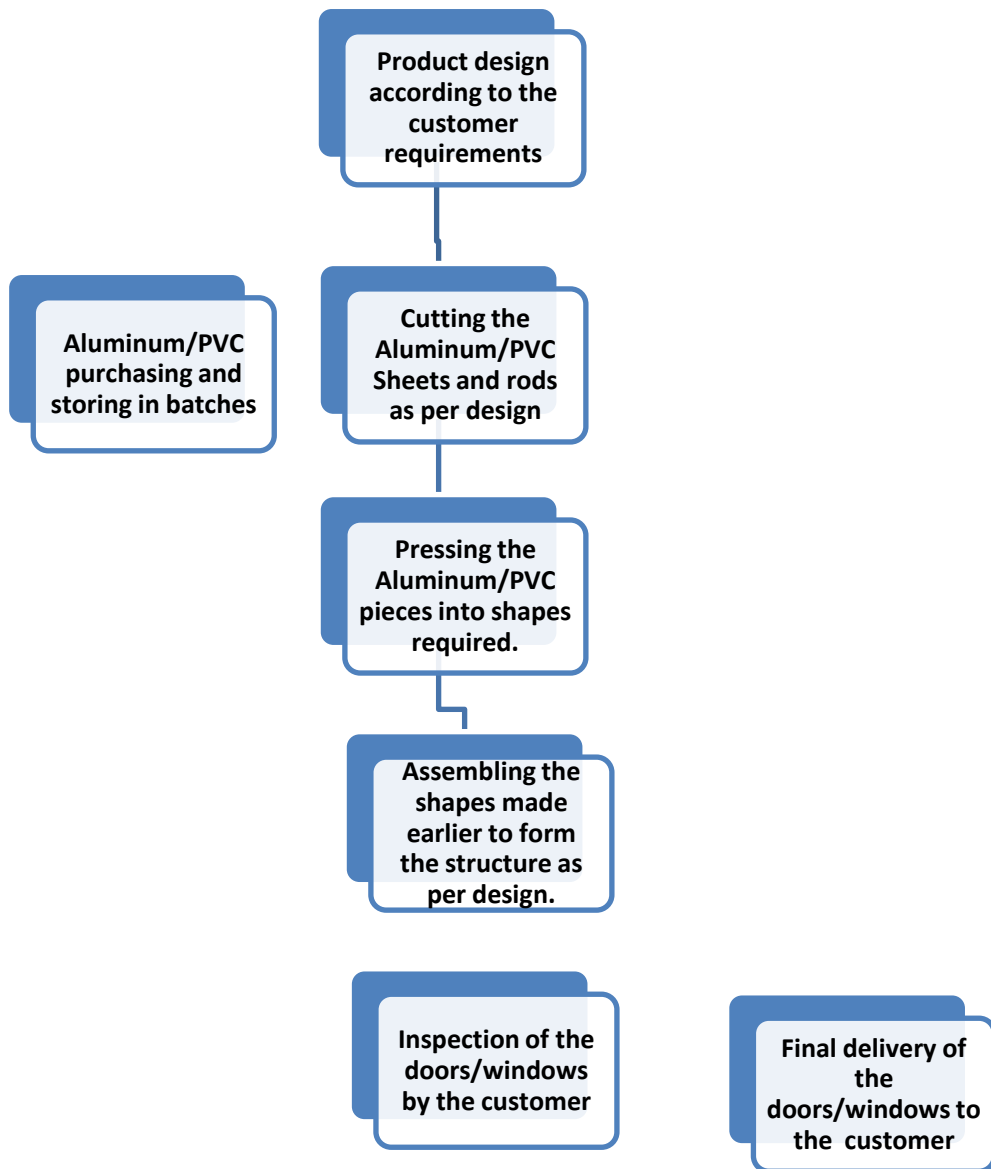 Product design
according to the
customer
requirements
Aluminum/PVC
purchasing and
storing in batches
Cutting the
Aluminum/PVC
Sheets and rods
as per design
Pressing the
Aluminum/PVC
pieces into shapes
required.
Assembling the
shapes made
earlier to form
the structure as
per design.
Inspection of the
doors/windows
by the customer
Final delivery of
the
doors/windows to
the customer